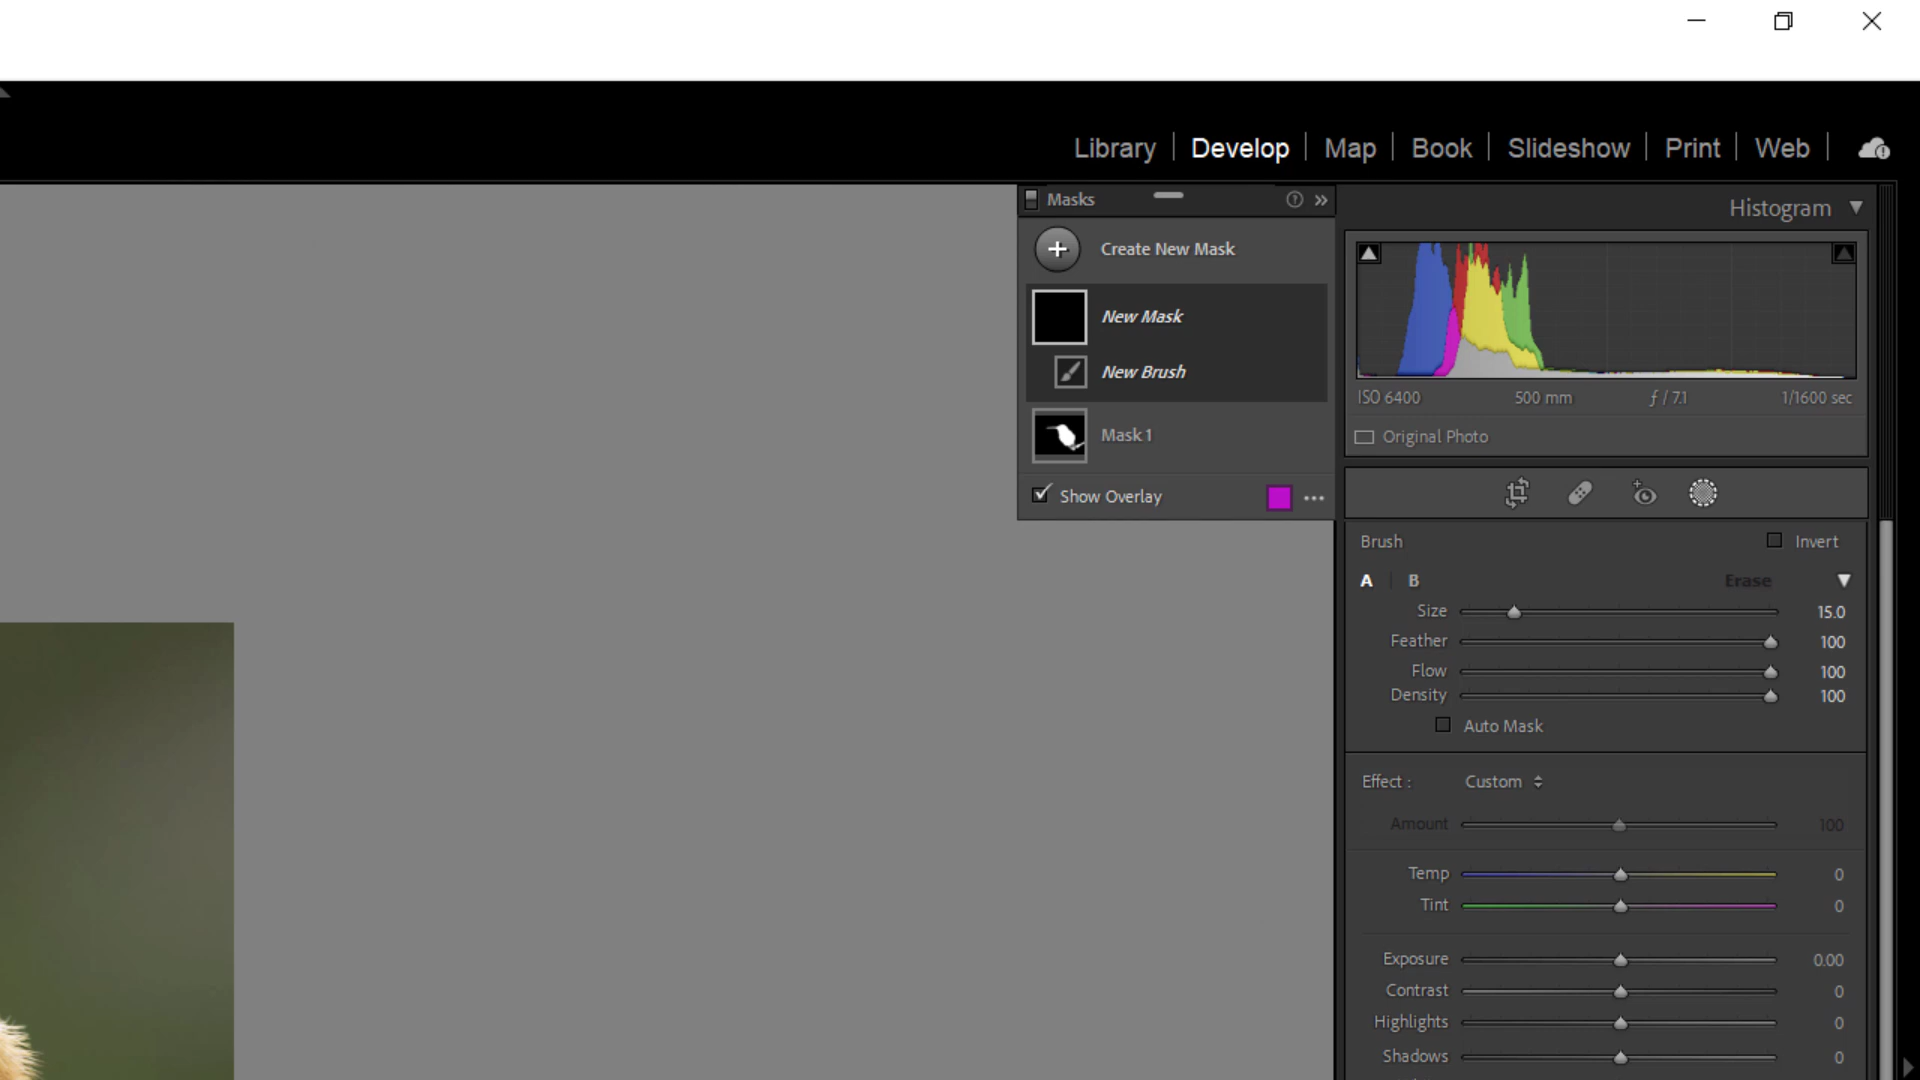 Library | Develop | Map | Book | Slideshow | Print | Web |
Masks
Create New Mask
New Mask
New Brush
Mask 1
Show Overlay
Histogram
ISO 6400 500 mm ƒ / 7.1 1/1600 sec
Original Photo
Brush Invert
A | B Erase
Size 15.0
Feather 100
Flow 100
Density 100
Auto Mask
Effect : Custom
Amount 100
Temp 0
Tint 0
Exposure 0.00
Contrast 0
Highlights 0
Shadows 0